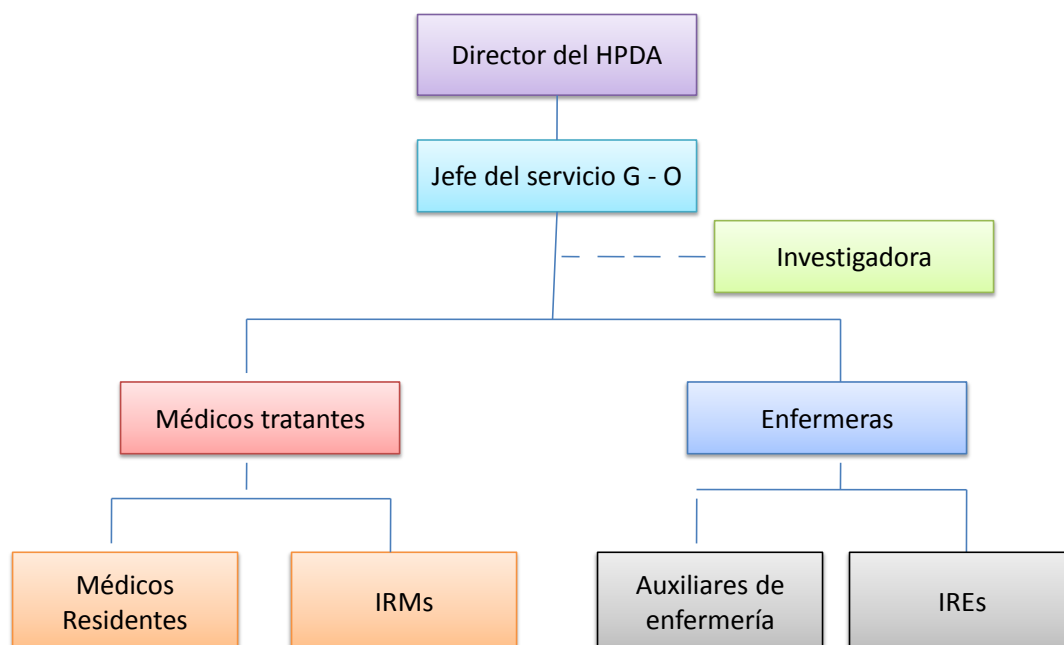 Director del HPDA
Jefe del servicio G - O
Investigadora
Médicos tratantes
Enfermeras
Médicos
Residentes
IRMs
Auxiliares de
enfermería
IREs